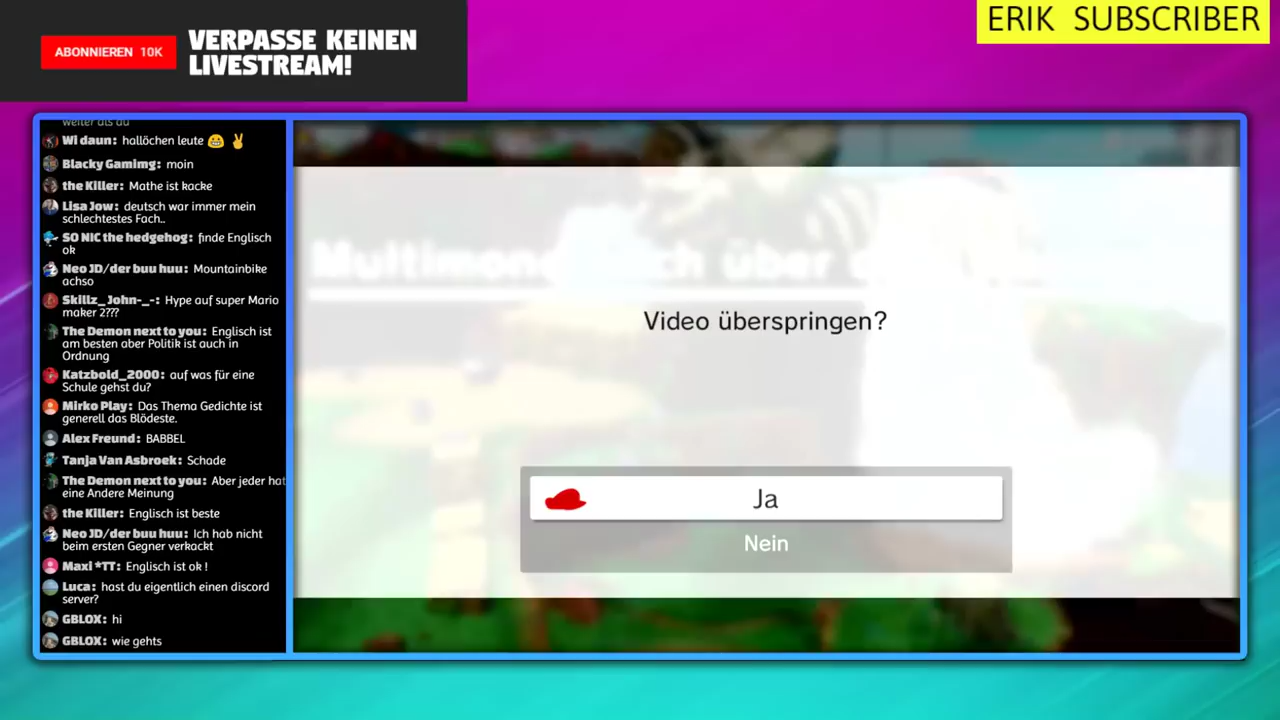 ABONNIEREN 10K
VERPASSE KEINEN
LIVESTREAM!
ERIK SUBSCRIBER
weiter als du
Wi daun: hallöchen leute 😁 ✌
Blacky Gamimg: moin
the Killer: Mathe ist kacke
Lisa Jow: deutsch war immer mein
schlechtestes Fach..
SO NIC the hedgehog: finde Englisch
ok
Neo JD/der buu huu: Mountainbike
achso
Skillz_John-_-: Hype auf super Mario
maker 2???
The Demon next to you: Englisch ist
am besten aber Politik ist auch in
Ordnung
Katzbold_2000: auf was für eine
Schule gehst du?
Mirko Play: Das Thema Gedichte ist
generell das Blödeste.
Alex Freund: BABBEL
Tanja Van Asbroek: Schade
The Demon next to you: Aber jeder hat
eine Andere Meinung
the Killer: Englisch ist beste
Neo JD/der buu huu: Ich hab nicht
beim ersten Gegner verkackt
Maxi *TT: Englisch ist ok !
Luca: hast du eigentlich einen discord
server?
GBLOX: hi
GBLOX: wie gehts
über
Video überspringen?
Ja
Nein